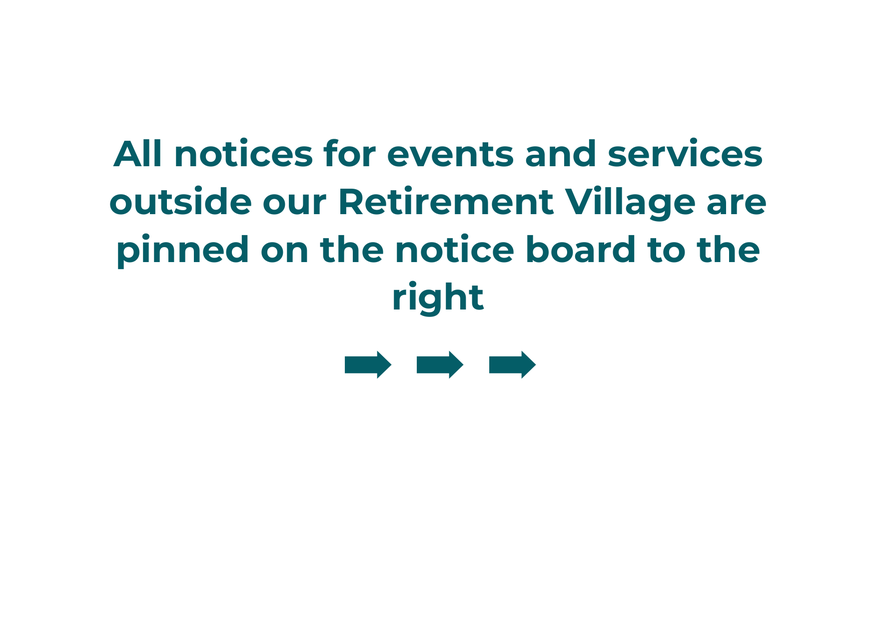 All notices for events and services
outside our Retirement Village are
pinned on the notice board to the
right